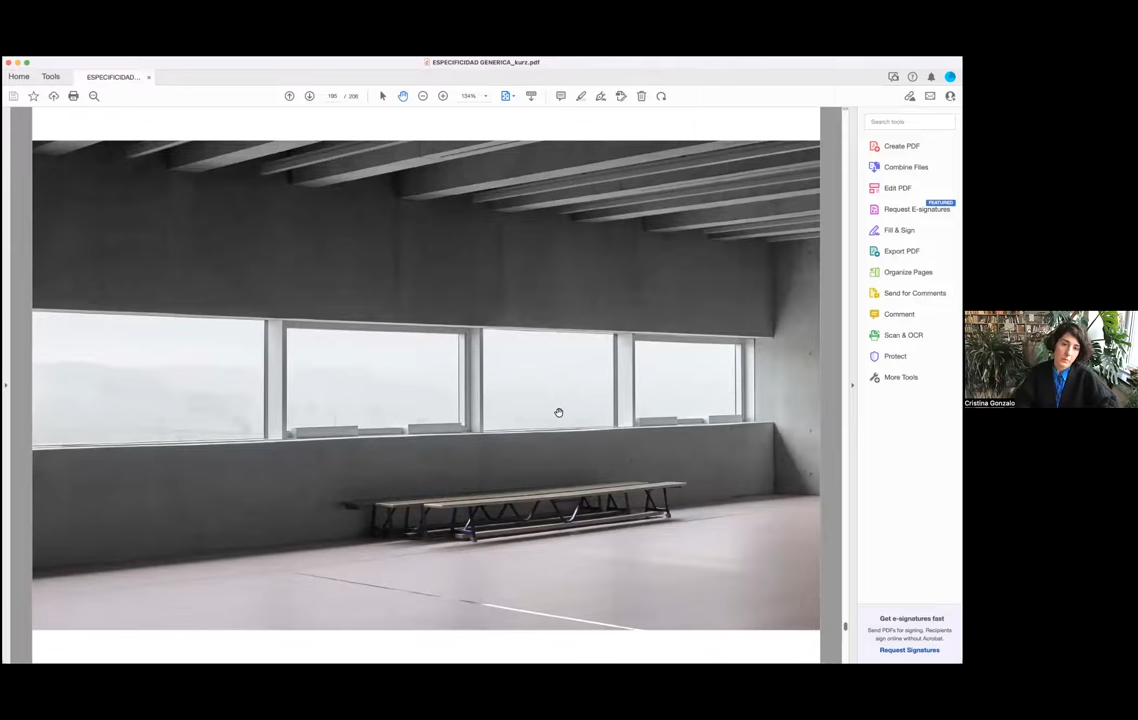 ESPECIFICIDAD GENERICA_kurz.pdf
Home
Tools
ESPECIFICIDAD...
195 / 206
134%
Search tools
Create PDF
Combine Files
Edit PDF
FEATURED
Request E-signatures
Fill & Sign
Export PDF
Organize Pages
Send for Comments
Comment
Scan & OCR
Protect
More Tools
Cristina Gonzalo
Get e-signatures fast
Send PDFs for signing. Recipients
sign online without Acrobat.
Request Signatures